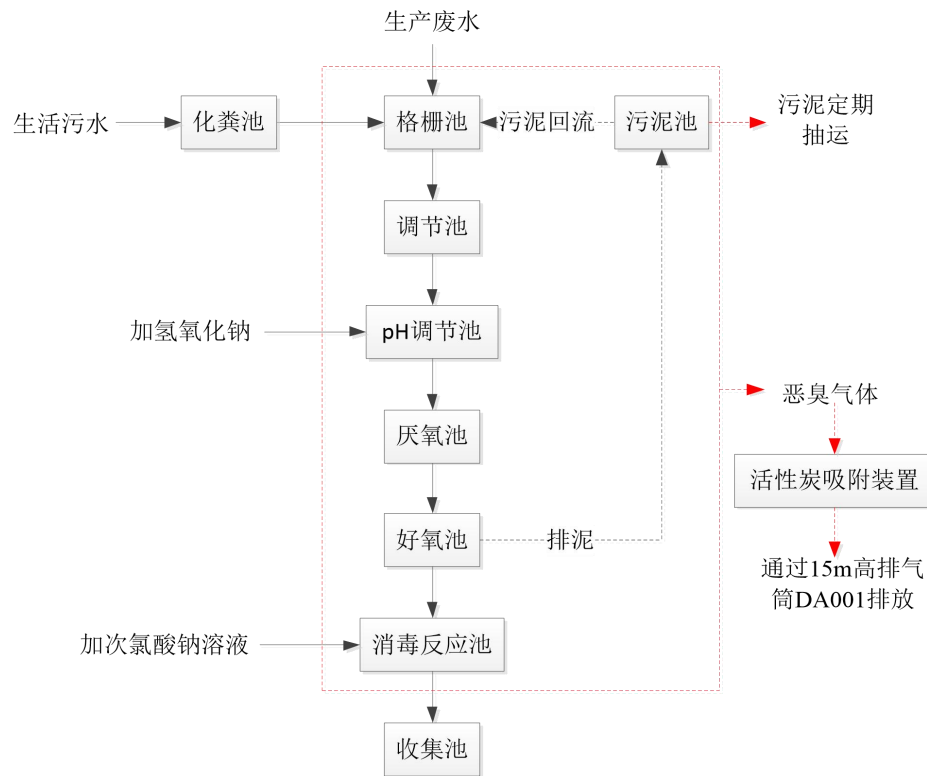 生产废水
生活污水
化粪池
格栅池
污泥回流
污泥池
污泥定期
抽运
调节池
加氢氧化钠
pH调节池
恶臭气体
厌氧池
活性炭吸附装置
好氧池
排泥
通过15m高排气
筒DA001排放
加次氯酸钠溶液
消毒反应池
收集池